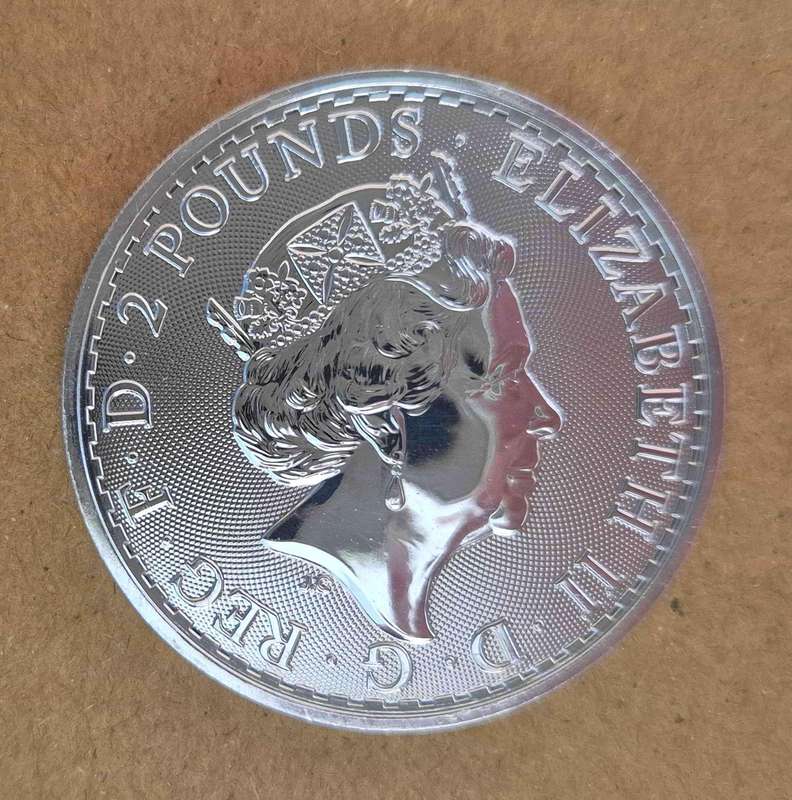 ELIZABETH II · D · G · REG · F · D · 2 POUNDS ·